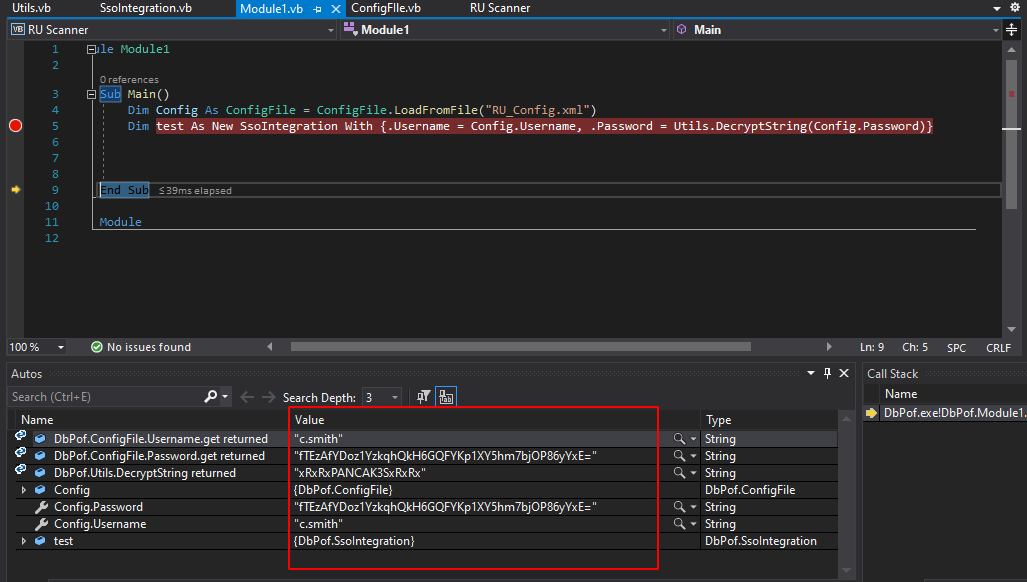 Utils.vb SsoIntegration.vb Module1.vb ConfigFIle.vb RU Scanner
VB RU Scanner Module1 Main
1 ule Module1
2
0 references
3 Sub Main()
4 Dim Config As ConfigFile = ConfigFile.LoadFromFile("RU_Config.xml")
5 Dim test As New SsoIntegration With {.Username = Config.Username, .Password = Utils.DecryptString(Config.Password)}
6
7
8
9 End Sub ≤39ms elapsed
10
11 Module
12
100 % No issues found Ln: 9 Ch: 5 SPC CRLF
Autos Call Stack
Search (Ctrl+E) Search Depth: 3 Name
Name Value Type DbPof.exe!DbPof.Module1.
DbPof.ConfigFile.Username.get returned "c.smith" String
DbPof.ConfigFile.Password.get returned "fTEzAfYDoz1YzkqhQkH6GQFYKp1XY5hm7bjOP86yYxE=" String
DbPof.Utils.DecryptString returned "xRxRxPANCAK3SxRxRx" String
Config {DbPof.ConfigFile} DbPof.ConfigFile
Config.Password "fTEzAfYDoz1YzkqhQkH6GQFYKp1XY5hm7bjOP86yYxE=" String
Config.Username "c.smith" String
test {DbPof.SsoIntegration} DbPof.SsoIntegration